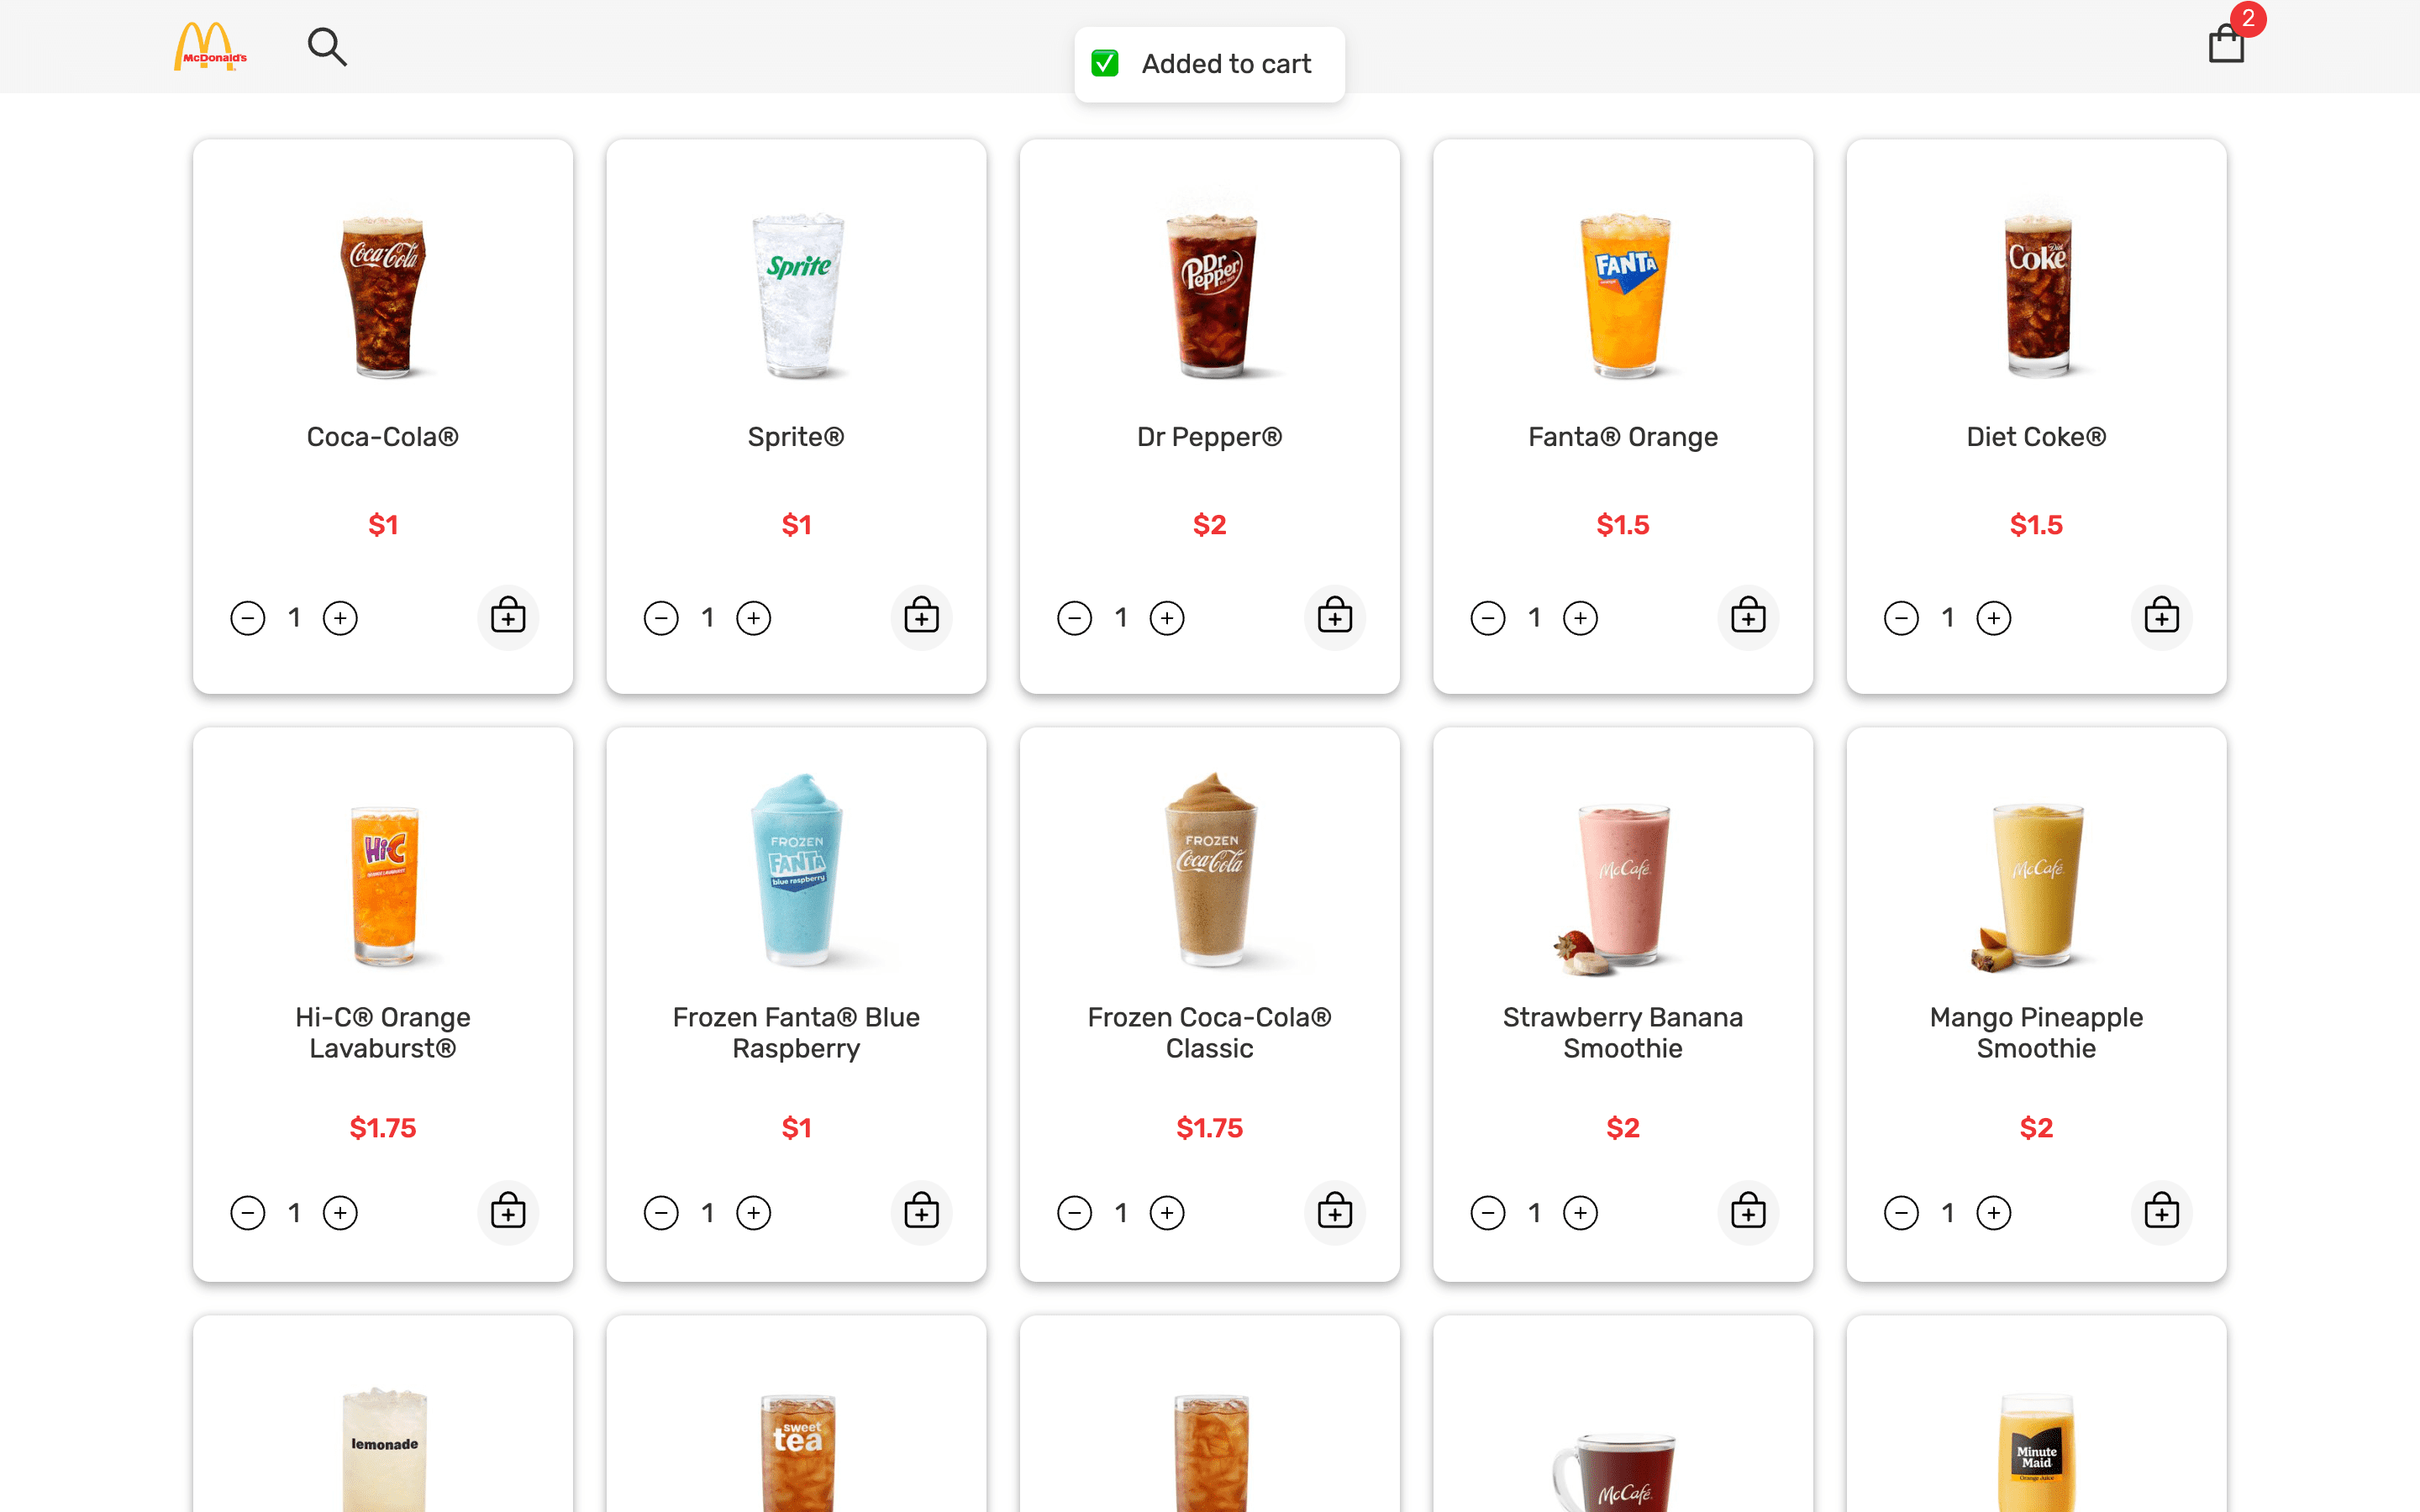 McDonald's
Added to cart
2
Coca-Cola
Sprite
Dr Pepper
FANTA
Diet Coke
Coca-Cola®
Sprite®
Dr Pepper®
Fanta® Orange
Diet Coke®
$1
$1
$2
$1.5
$1.5
1
1
1
1
1
Hi-C
FROZEN FANTA blue raspberry
FROZEN Coca-Cola
McCafé
McCafé
Hi-C® Orange Lavaburst®
Frozen Fanta® Blue Raspberry
Frozen Coca-Cola® Classic
Strawberry Banana Smoothie
Mango Pineapple Smoothie
$1.75
$1
$1.75
$2
$2
1
1
1
1
1
lemonade
sweet tea
McCafé
Minute Maid
Orange Juice